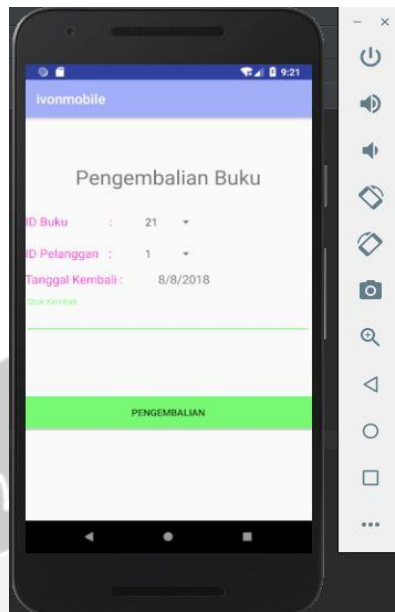 9:21
ivonmobile
Pengembalian Buku
ID Buku : 21
ID Pelanggan : 1
Tanggal Kembali : 8/8/2018
Stok Kembali
PENGEMBALIAN